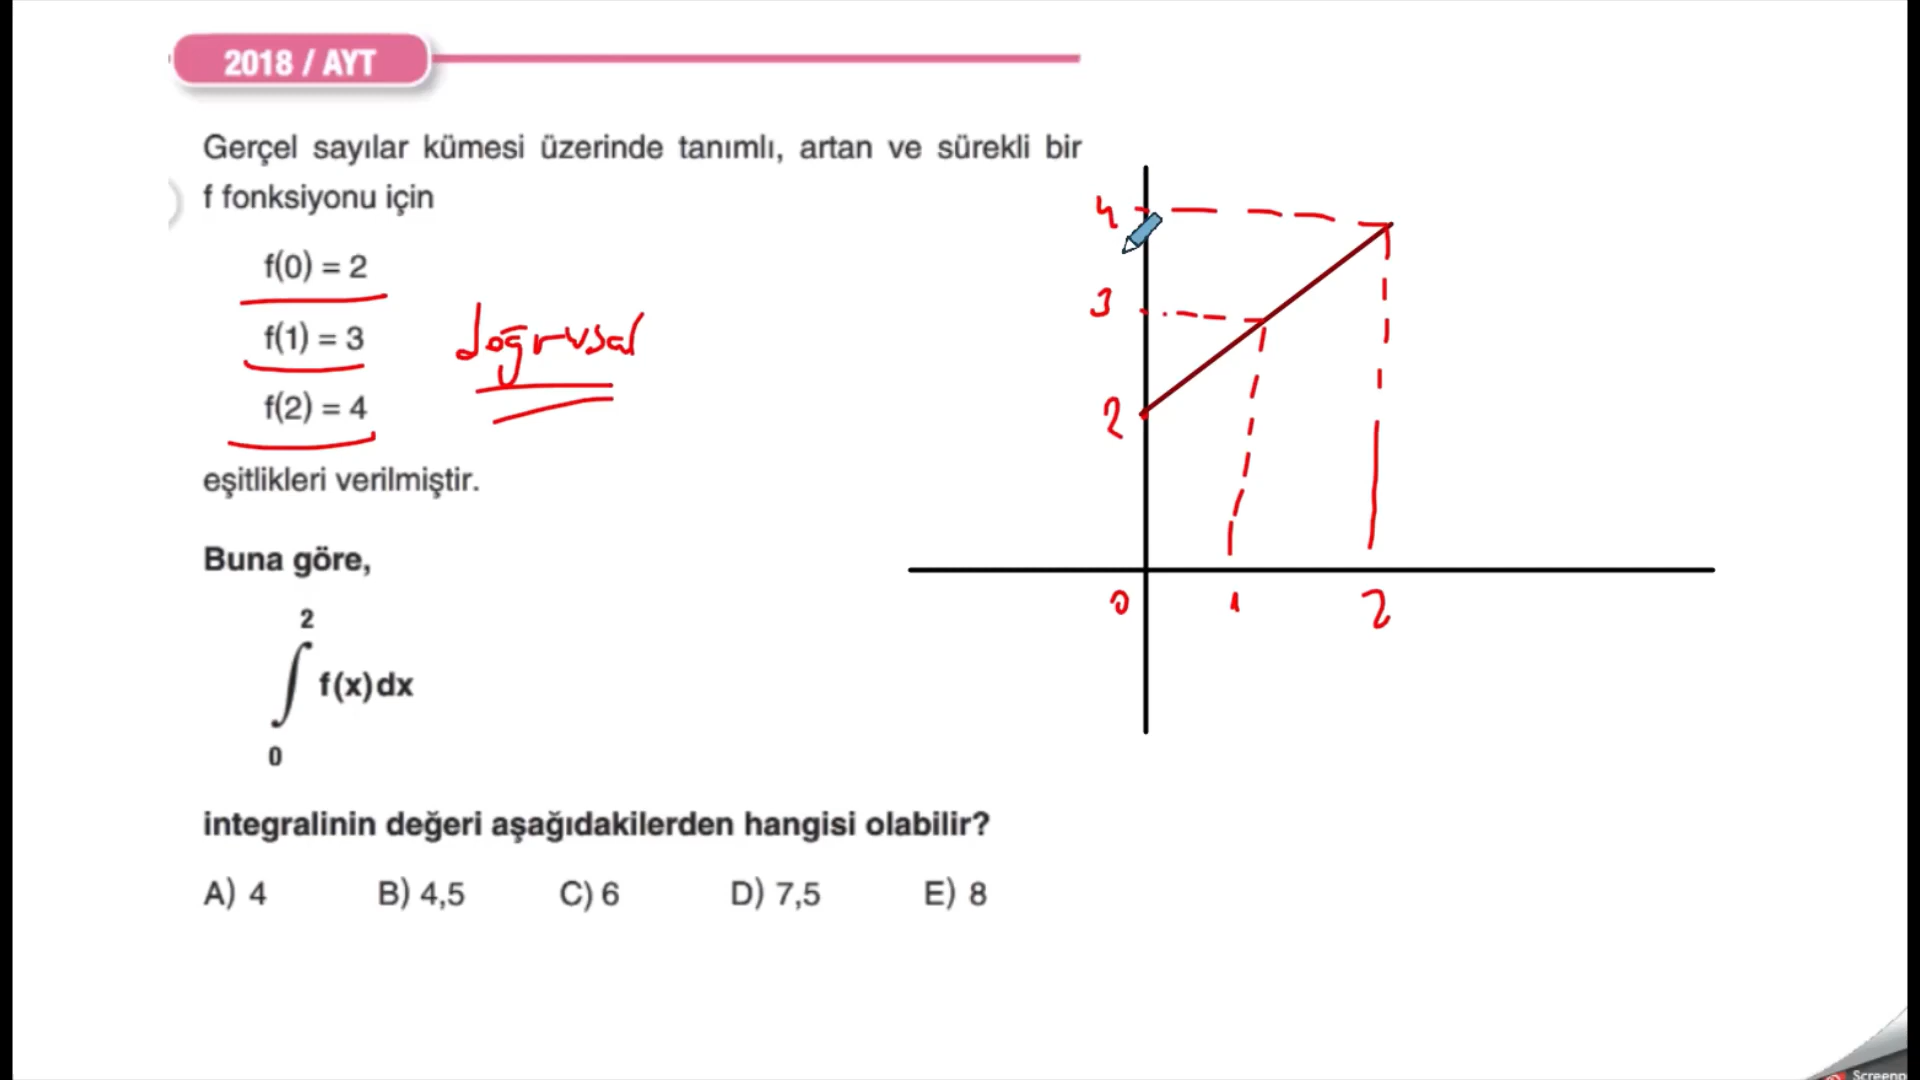 2018 / AYT
Gerçel sayılar kümesi üzerinde tanımlı, artan ve sürekli bir
f fonksiyonu için
f(0) = 2
f(1) = 3
f(2) = 4
doğrusal
eşitlikleri verilmiştir.
Buna göre,
2
∫ f(x) dx
0
integralinin değeri aşağıdakilerden hangisi olabilir?
A) 4 B) 4,5 C) 6 D) 7,5 E) 8
4
3
2
0 1 2